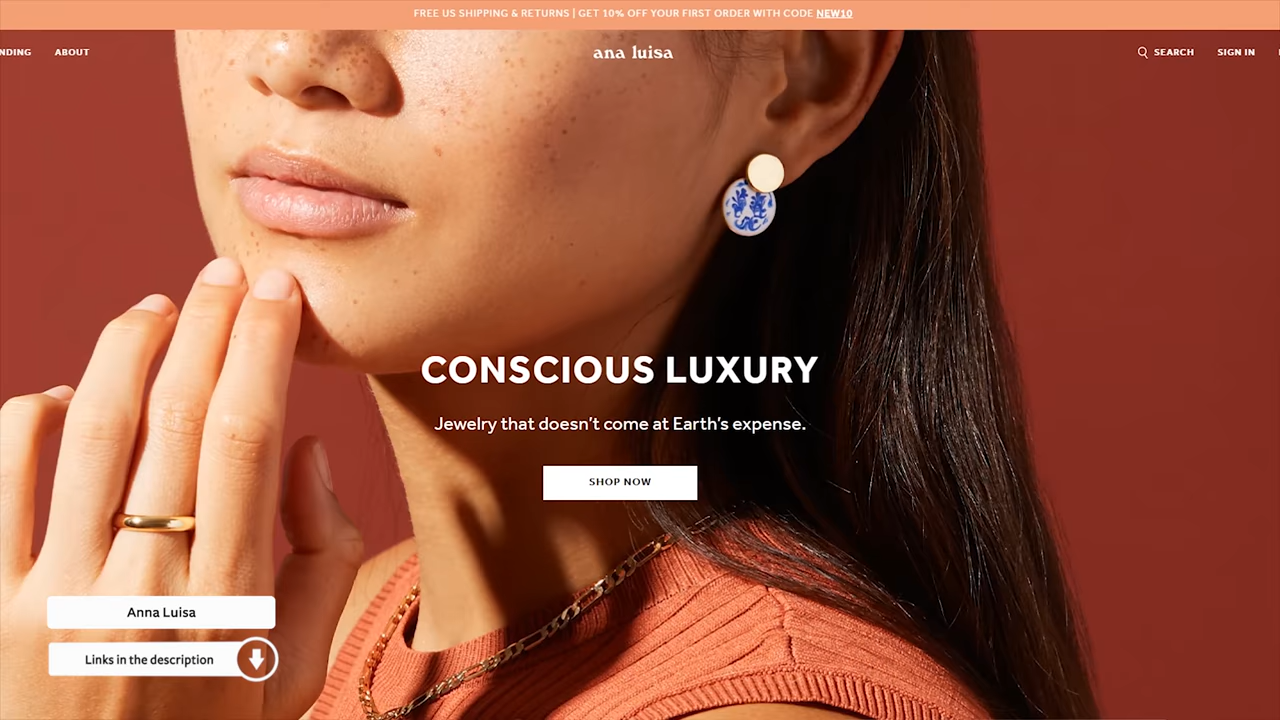 FREE US SHIPPING & RETURNS | GET 10% OFF YOUR FIRST ORDER WITH CODE NEW10
NDING ABOUT ana luisa SEARCH SIGN IN
CONSCIOUS LUXURY
Jewelry that doesn't come at Earth's expense.
SHOP NOW
Anna Luisa
Links in the description